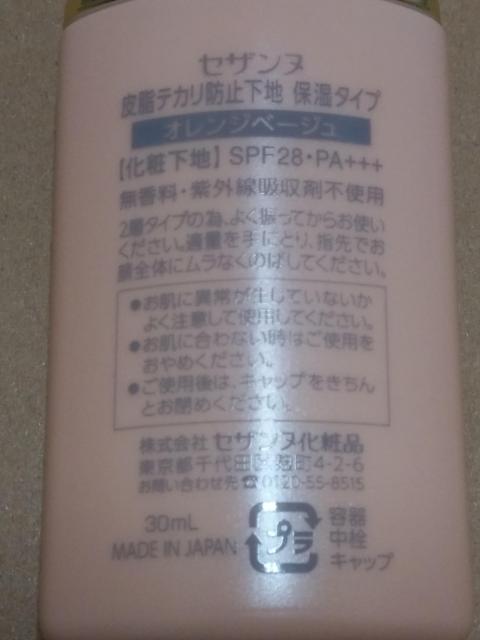 セザンヌ
皮脂テカリ防止下地 保湿タイプ
オレンジベージュ
【化粧下地】SPF28・PA+++
無香料・紫外線吸収剤不使用
2層タイプの為、よく振ってからお使い
ください。適量を手にとり、指先でお
顔全体にムラなくのばしてください。
●お肌に異常が生じていないか
よく注意して使用してください。
●お肌に合わない時はご使用を
おやめください。
●ご使用後は、キャップをきちん
とお閉めください。
株式会社 セザンヌ化粧品
東京都千代田区麹町4-2-6
お問い合わせ先☎0120-55-8515
30mL
MADE IN JAPAN
プラ
容器
中栓
キャップ